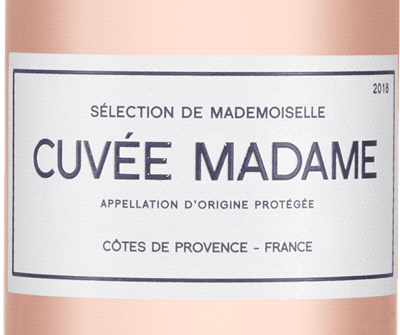 2018
SÉLECTION DE MADEMOISELLE
CUVÉE MADAME
APPELLATION D'ORIGINE PROTÉGÉE
CÔTES DE PROVENCE - FRANCE